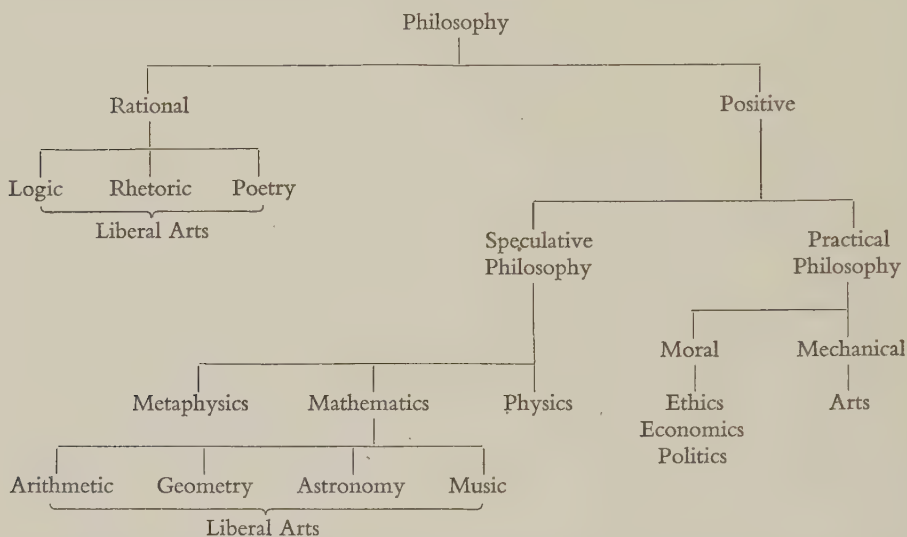 Philosophy
Rational
Positive
Logic Rhetoric Poetry
Liberal Arts
Speculative
Philosophy
Practical
Philosophy
Moral
Mechanical
Metaphysics Mathematics Physics
Ethics
Economics
Politics
Arts
Arithmetic Geometry Astronomy Music
Liberal Arts